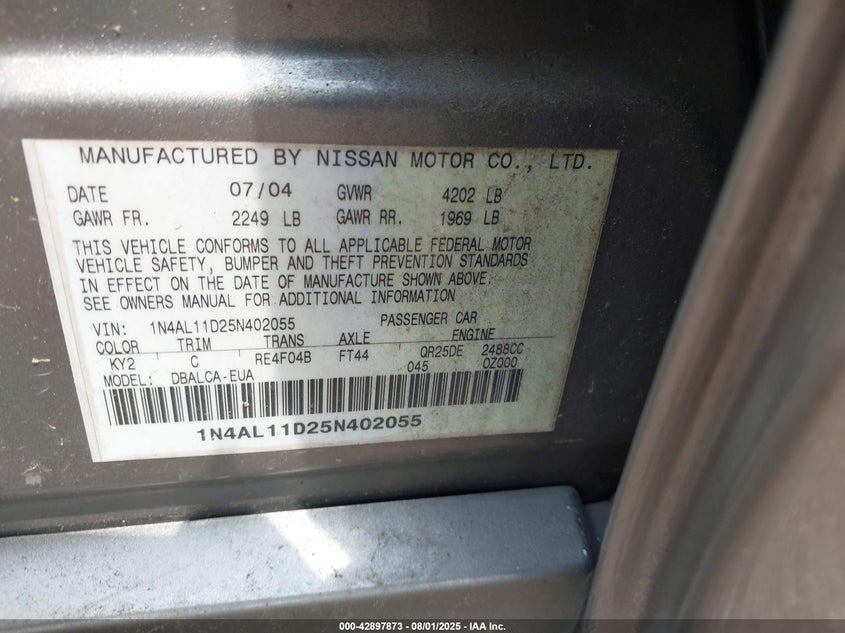 MANUFACTURED BY NISSAN MOTOR CO., LTD.
DATE 07/04 GVWR 4202 LB
GAWR FR. 2249 LB GAWR RR. 1969 LB
THIS VEHICLE CONFORMS TO ALL APPLICABLE FEDERAL MOTOR
VEHICLE SAFETY, BUMPER AND THEFT PREVENTION STANDARDS
IN EFFECT ON THE DATE OF MANUFACTURE SHOWN ABOVE.
SEE OWNERS MANUAL FOR ADDITIONAL INFORMATION
VIN: 1N4AL11D25N402055 PASSENGER CAR
COLOR TRIM TRANS AXLE ENGINE
KY2 C RE4F04B FT44 QR25DE 2488CC
MODEL: DBALCA-EUA 045 0Z000
1N4AL11D25N402055
000-42897873 - 08/01/2025 - IAA Inc.